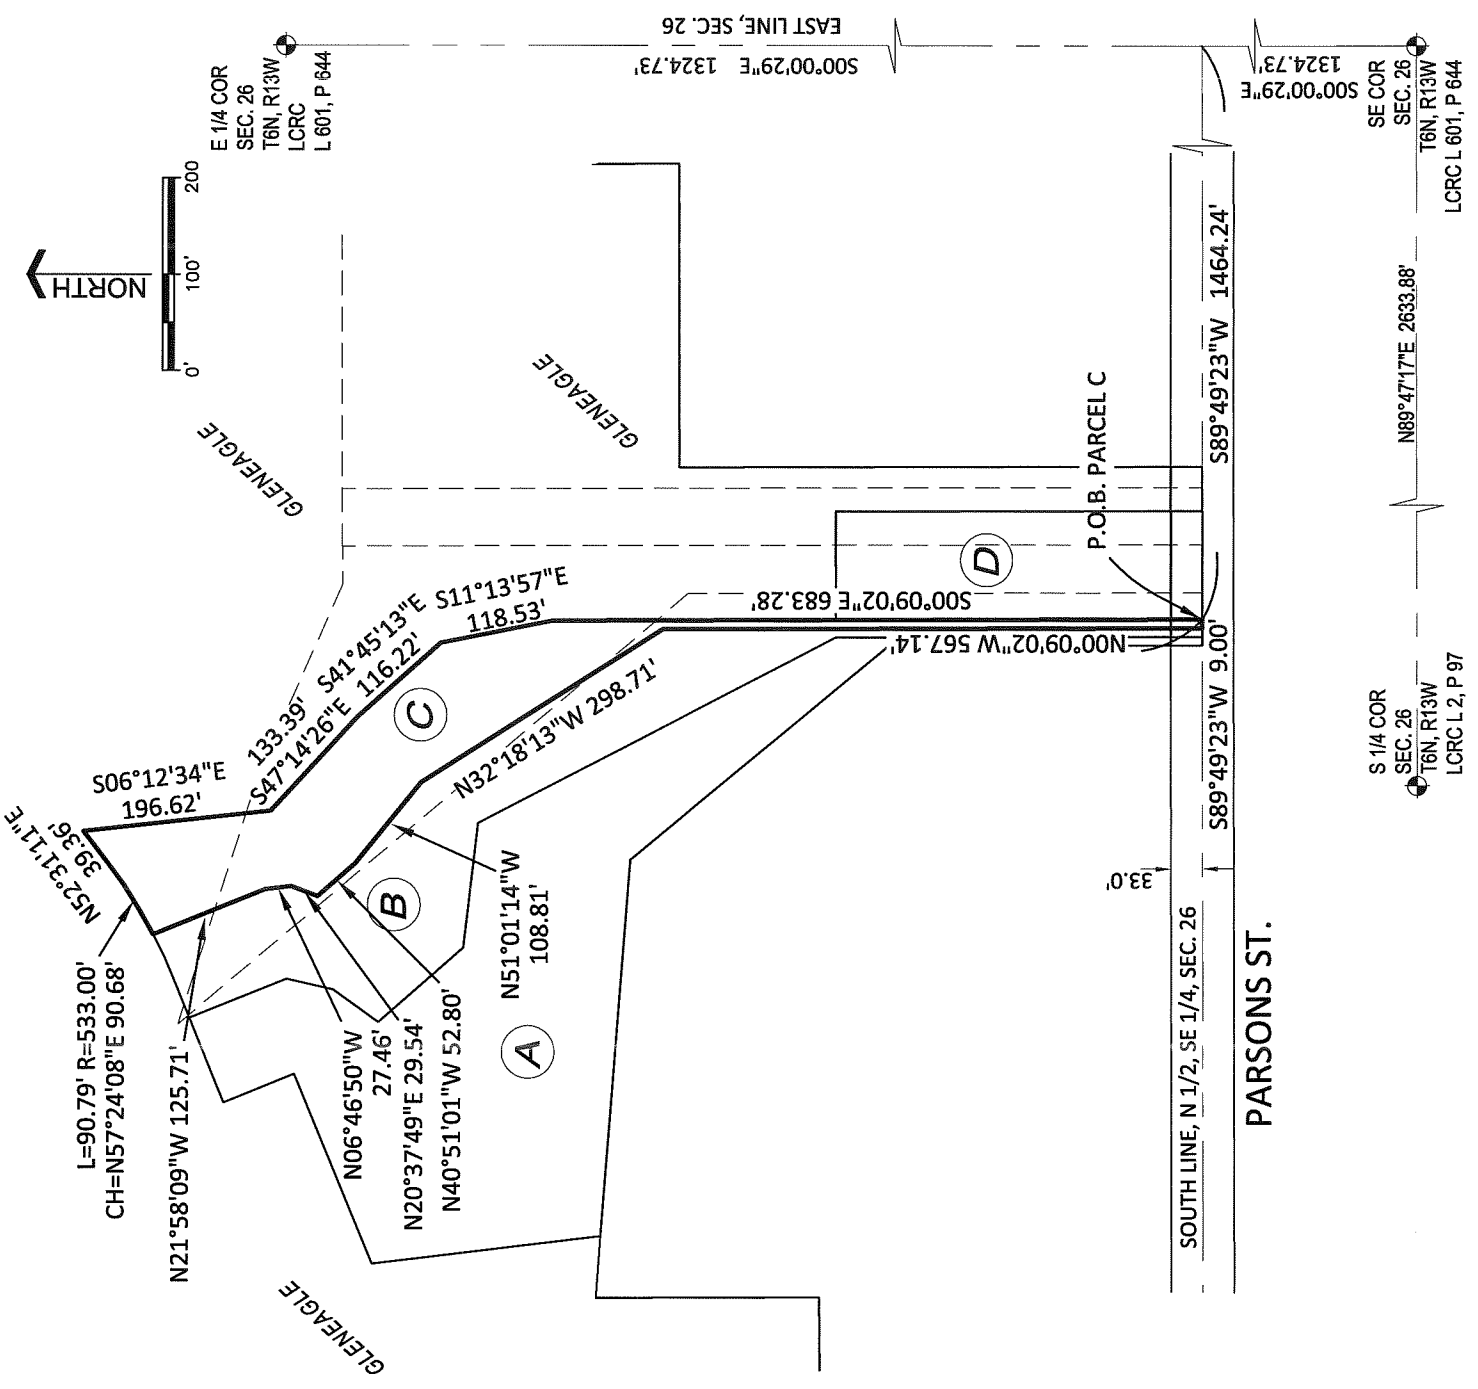 E 1/4 COR
SEC. 26
T6N, R13W
LCRC
L 601, P 644
EAST LINE, SEC. 26
S00°00'29"E 1324.73'
NORTH
0' 100' 200
GLENEAGLE
GLENEAGLE
N52°31'11"E
39.36'
L=90.79' R=533.00'
CH=N57°24'08"E 90.68'
N21°58'09"W 125.71'
S06°12'34"E
196.62'
133.39'
S47°14'26"E
S41°45'13"E
116.22'
S11°13'57"E
118.53'
C
N32°18'13"W 298.71'
B
N51°01'14"W
108.81'
N06°46'50"W
27.46'
N20°37'49"E 29.54'
N40°51'01"W 52.80'
A
GLENEAGLE
D
S00°09'02"E 683.28'
N00°09'02"W 567.14'
P.O.B. PARCEL C
S89°49'23"W 1464.24'
S89°49'23"W 9.00'
33.0'
SOUTH LINE, N 1/2, SE 1/4, SEC. 26
PARSONS ST.
S00°00'29"E
1324.73'
SE COR
SEC. 26
T6N, R13W
LCRC L 601, P 644
N89°47'17"E 2633.88'
S 1/4 COR
SEC. 26
T6N, R13W
LCRC L 2, P 97